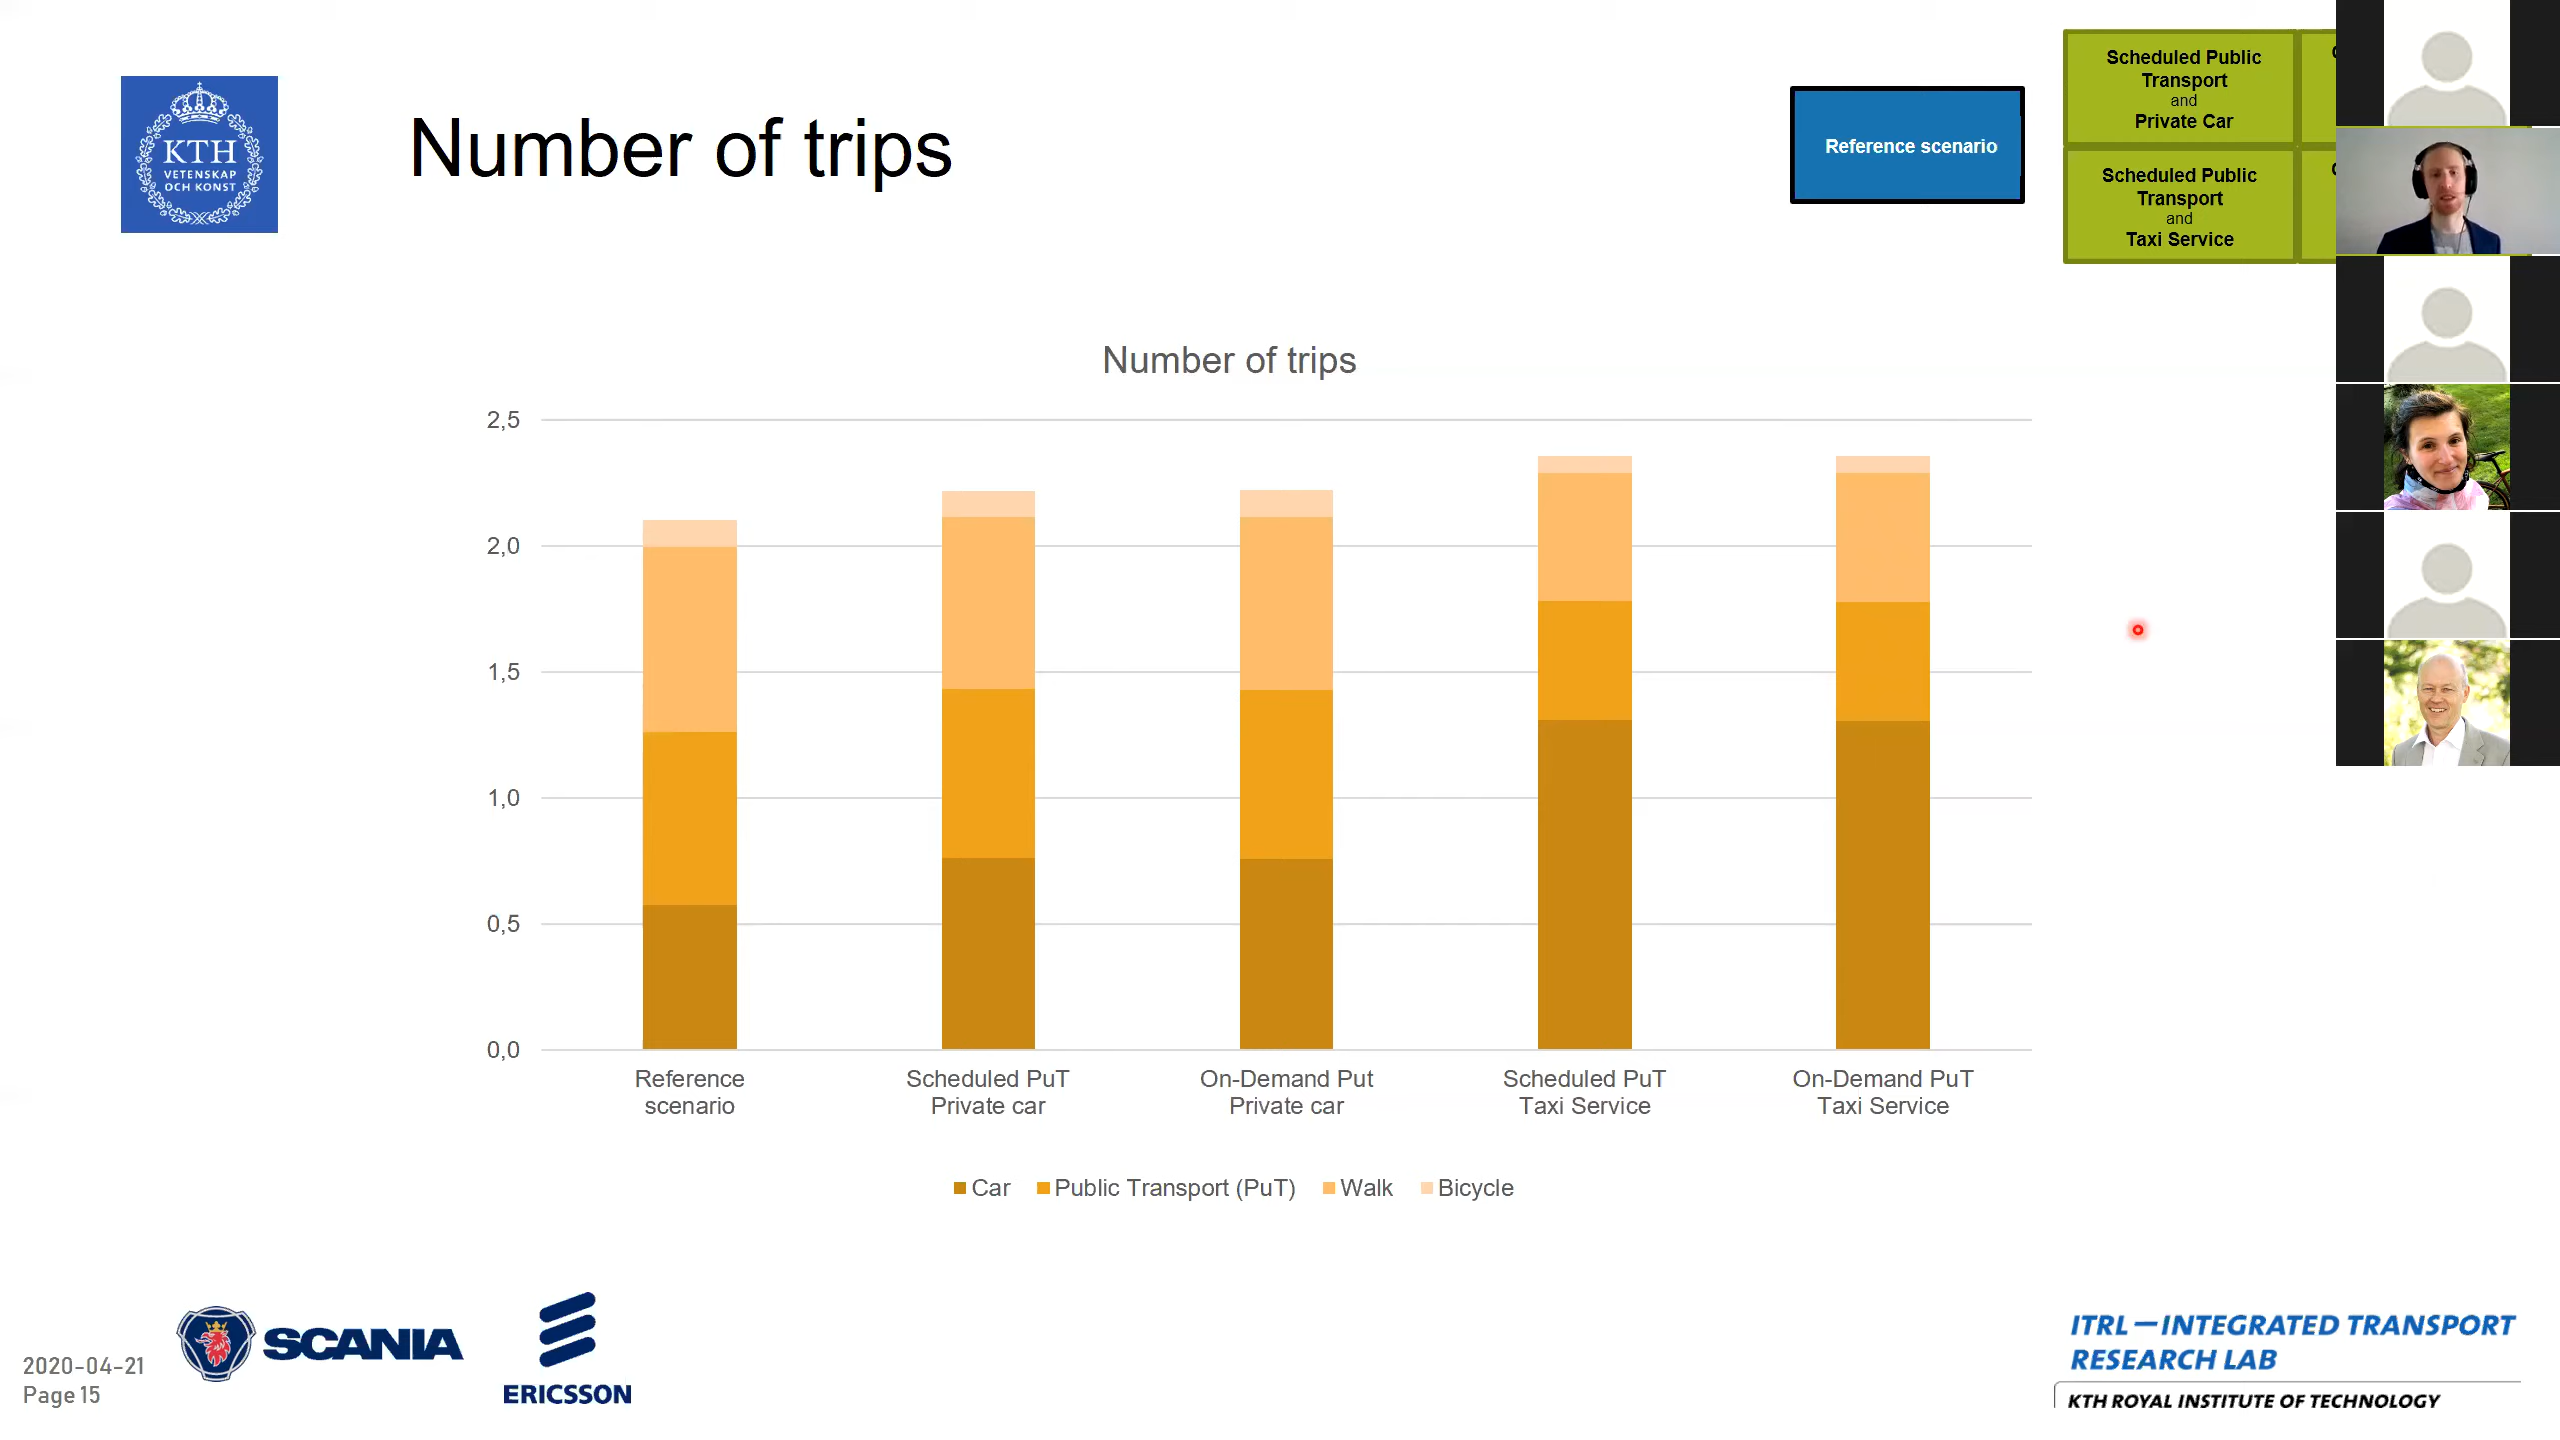 KTH
VETENSKAP
OCH KONST
Number of trips
Reference scenario
Scheduled Public
Transport
and
Private Car
Scheduled Public
Transport
and
Taxi Service
Number of trips
2,5
2,0
1,5
1,0
0,5
0,0
Reference
scenario
Scheduled PuT
Private car
On-Demand Put
Private car
Scheduled PuT
Taxi Service
On-Demand PuT
Taxi Service
Car
Public Transport (PuT)
Walk
Bicycle
2020-04-21
Page 15
SCANIA
ERICSSON
ITRL – INTEGRATED TRANSPORT
RESEARCH LAB
KTH ROYAL INSTITUTE OF TECHNOLOGY